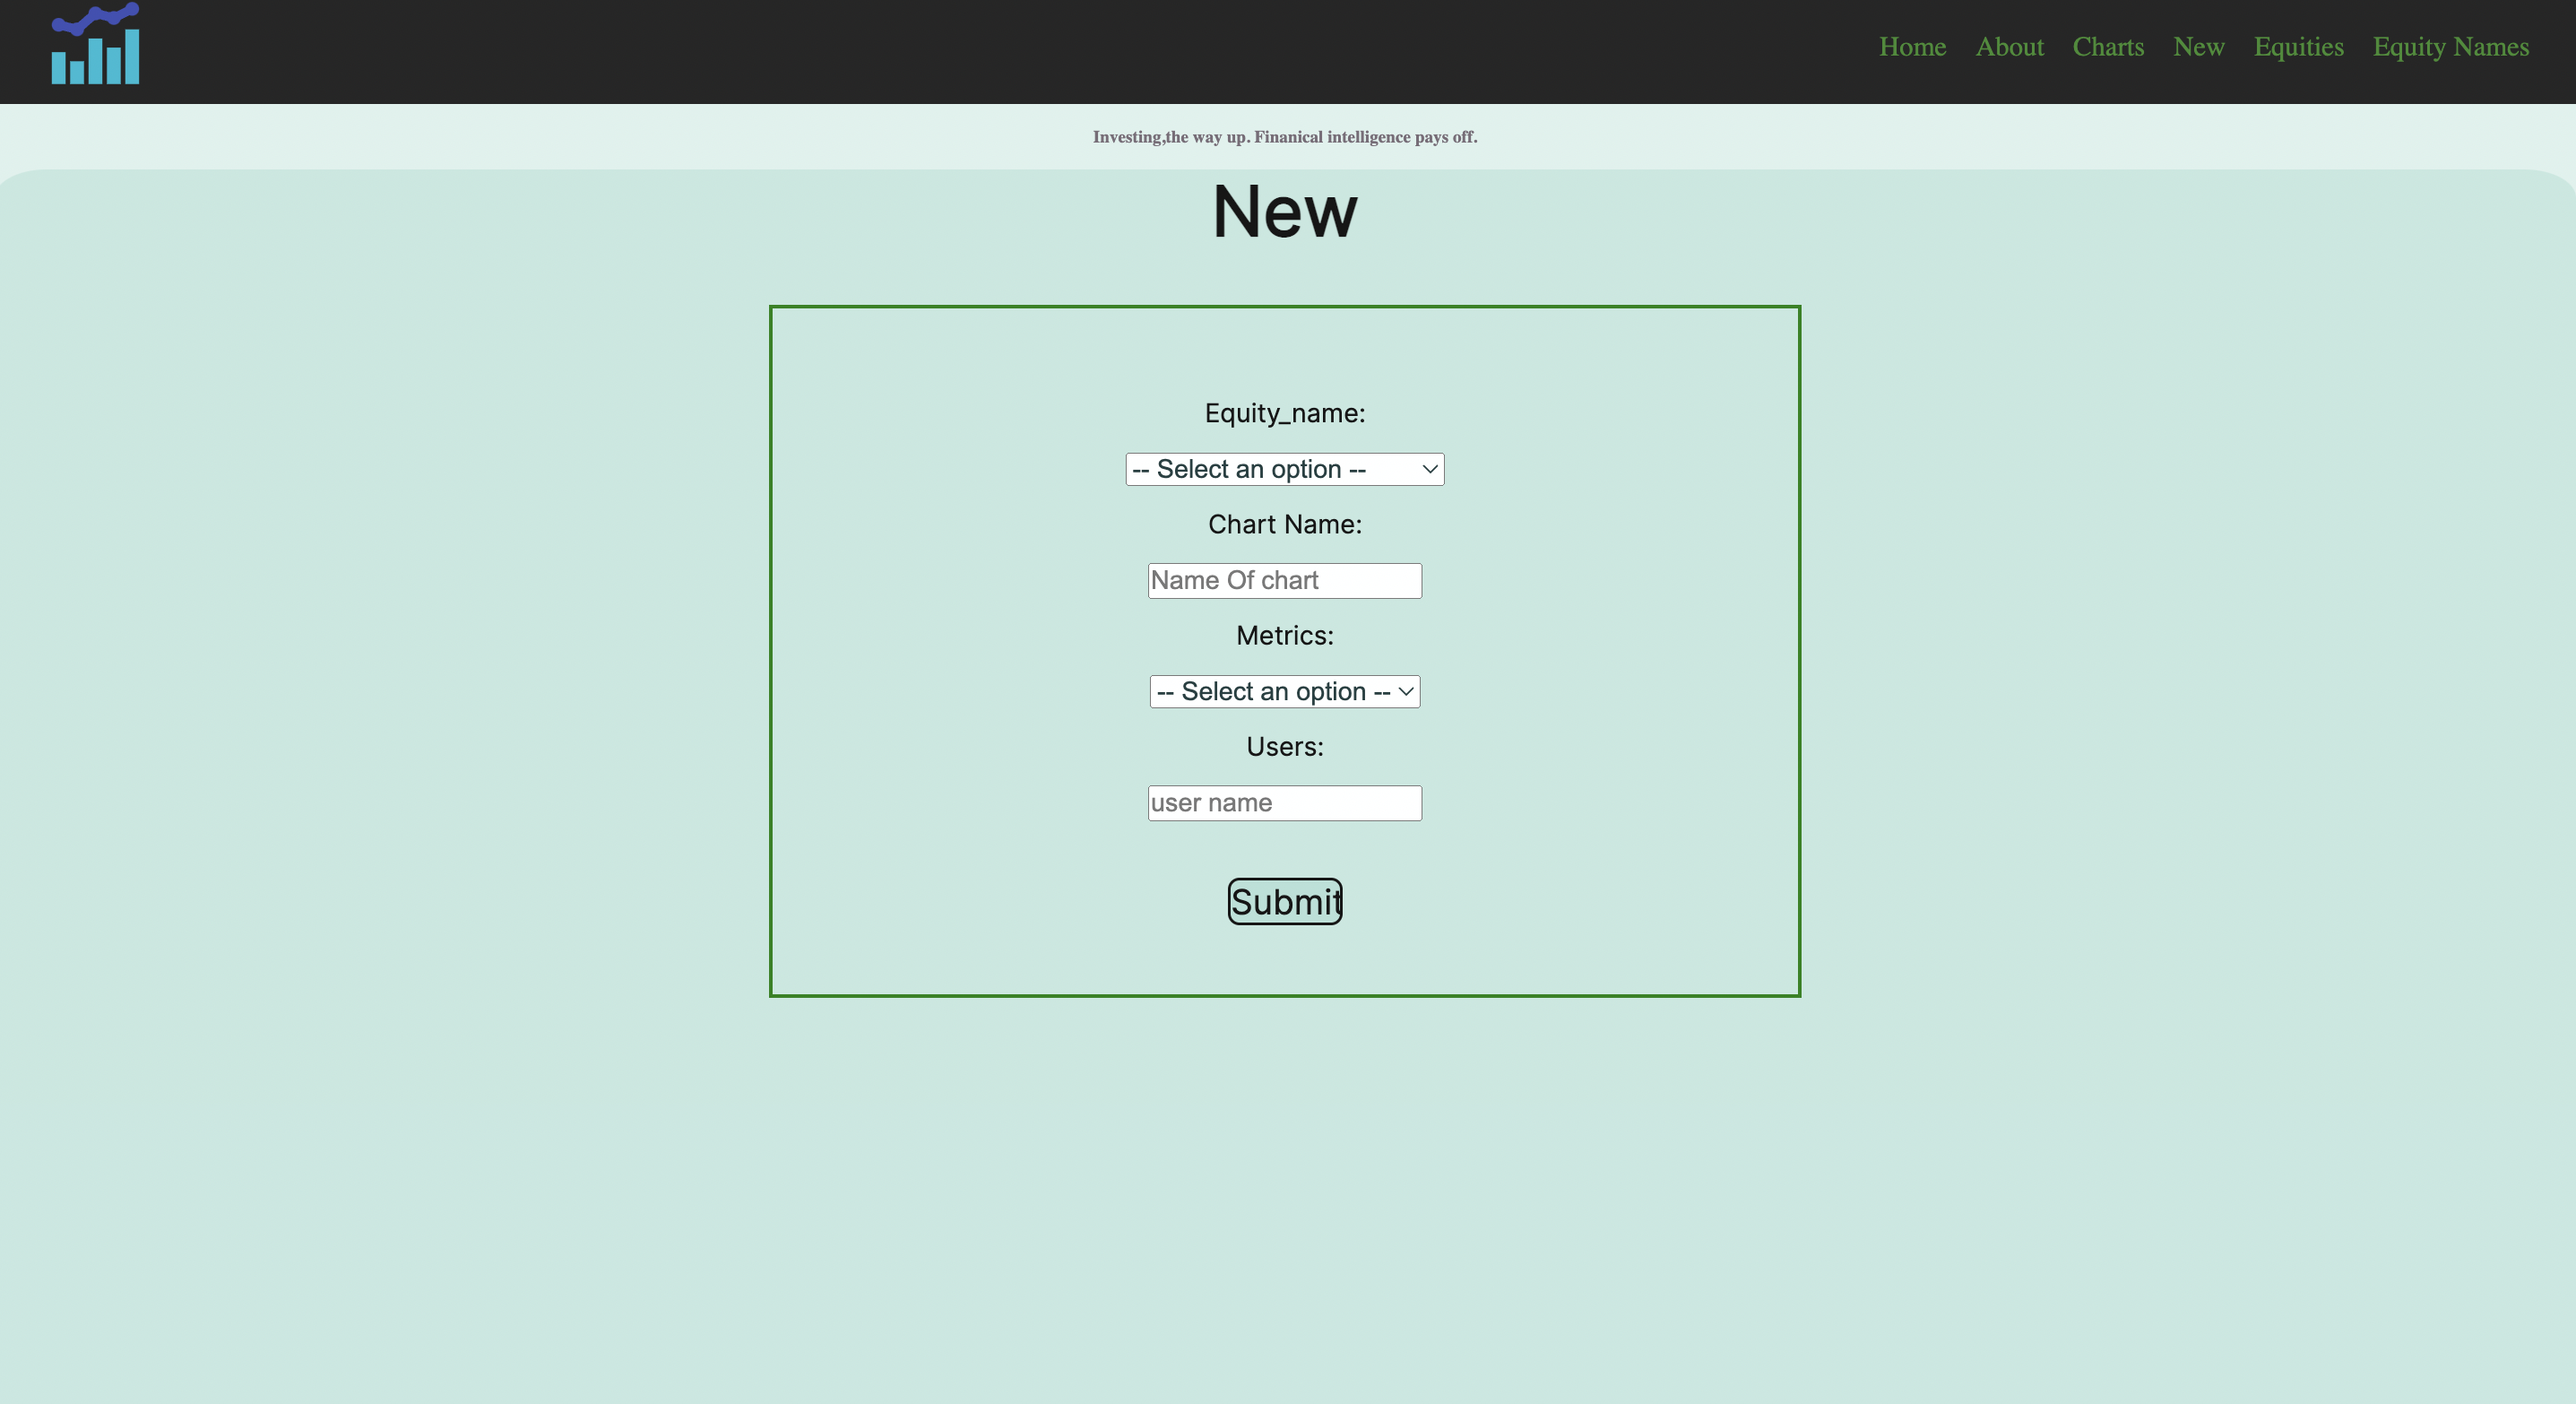 Home About Charts New Equities Equity Names
Investing,the way up. Finanical intelligence pays off.
New
Equity_name:
-- Select an option --
Chart Name:
Name Of chart
Metrics:
-- Select an option --
Users:
user name
Submit